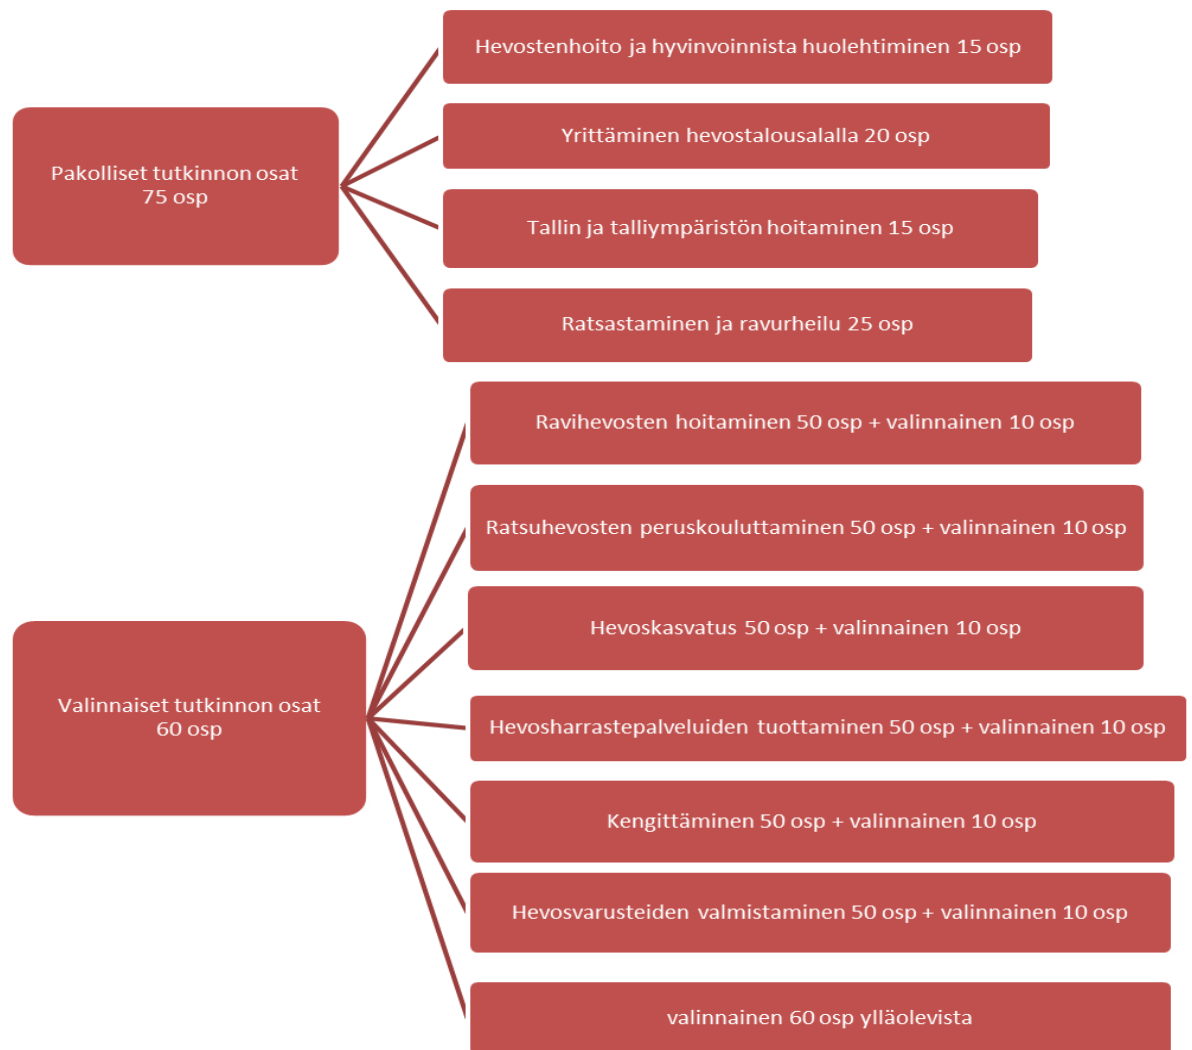 Hevostenhoito ja hyvinvoinnista huolehtiminen 15 osp
Yrittäminen hevostalousalalla 20 osp
Pakolliset tutkinnon osat
75 osp
Tallin ja talliympäristön hoitaminen 15 osp
Ratsastaminen ja ravurheilu 25 osp
Ravihevosten hoitaminen 50 osp + valinnainen 10 osp
Ratsuhevosten peruskouluttaminen 50 osp + valinnainen 10 osp
Hevoskasvatus 50 osp + valinnainen 10 osp
Valinnaiset tutkinnon osat
60 osp
Hevosharrastepalveluiden tuottaminen 50 osp + valinnainen 10 osp
Kengittäminen 50 osp + valinnainen 10 osp
Hevosvarusteiden valmistaminen 50 osp + valinnainen 10 osp
valinnainen 60 osp ylläolevista